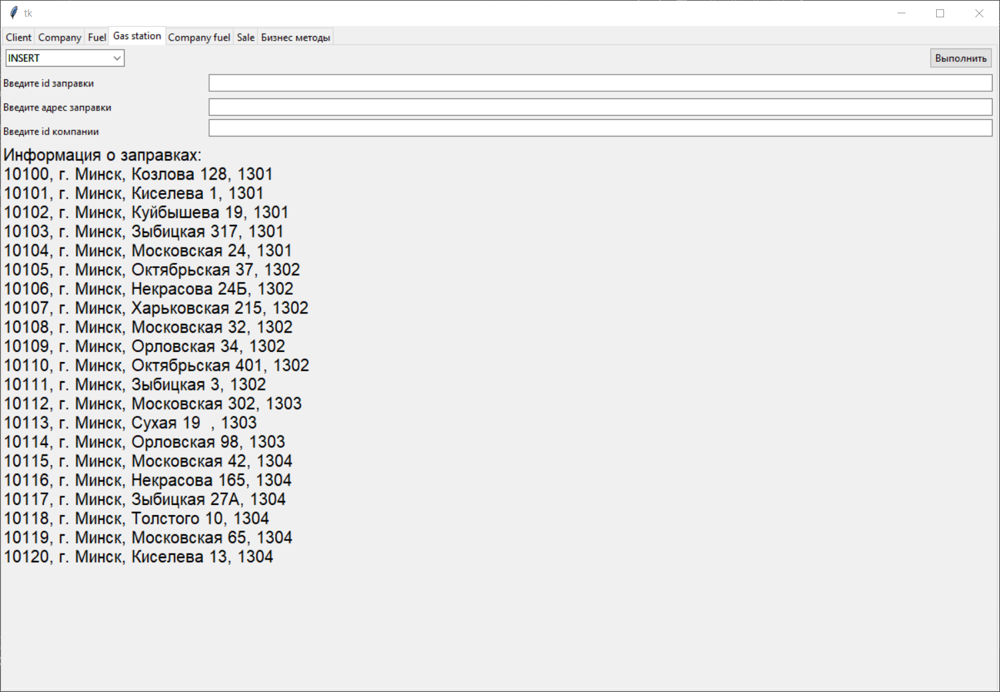 tk
Client Company Fuel Gas station Company fuel Sale Бизнес методы
INSERT Выполнить
Введите id заправки
Введите адрес заправки
Введите id компании
Информация о заправках:
10100, г. Минск, Козлова 128, 1301
10101, г. Минск, Киселева 1, 1301
10102, г. Минск, Куйбышева 19, 1301
10103, г. Минск, Зыбицкая 317, 1301
10104, г. Минск, Московская 24, 1301
10105, г. Минск, Октябрьская 37, 1302
10106, г. Минск, Некрасова 24Б, 1302
10107, г. Минск, Харьковская 215, 1302
10108, г. Минск, Московская 32, 1302
10109, г. Минск, Орловская 34, 1302
10110, г. Минск, Октябрьская 401, 1302
10111, г. Минск, Зыбицкая 3, 1302
10112, г. Минск, Московская 302, 1303
10113, г. Минск, Сухая 19  , 1303
10114, г. Минск, Орловская 98, 1303
10115, г. Минск, Московская 42, 1304
10116, г. Минск, Некрасова 165, 1304
10117, г. Минск, Зыбицкая 27А, 1304
10118, г. Минск, Толстого 10, 1304
10119, г. Минск, Московская 65, 1304
10120, г. Минск, Киселева 13, 1304